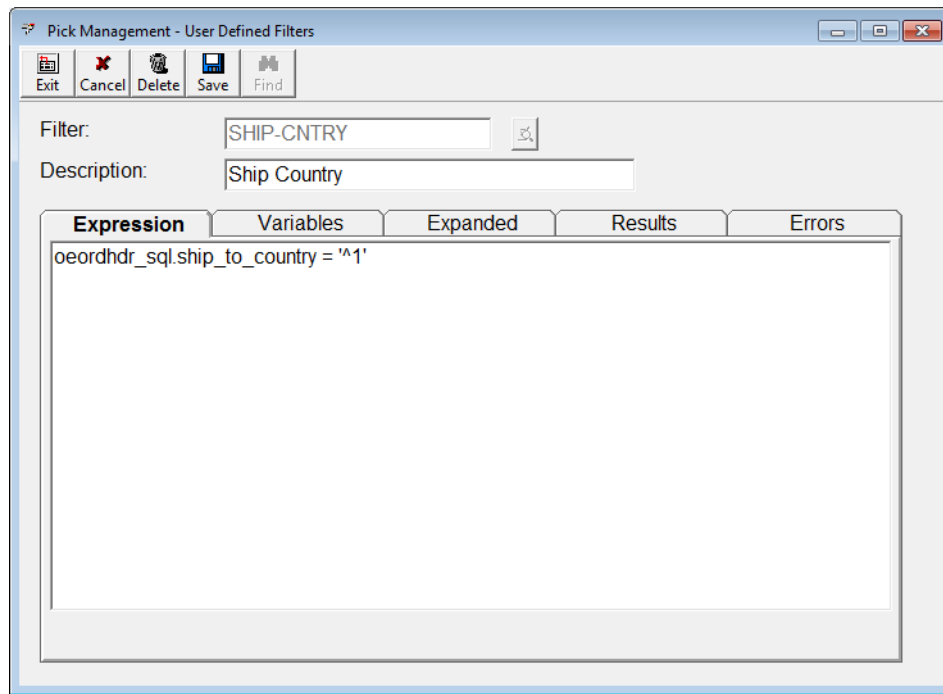 Pick Management - User Defined Filters
Exit Cancel Delete Save Find
Filter: SHIP-CNTRY
Description: Ship Country
Expression Variables Expanded Results Errors
oeordhdr_sql.ship_to_country = '^1'